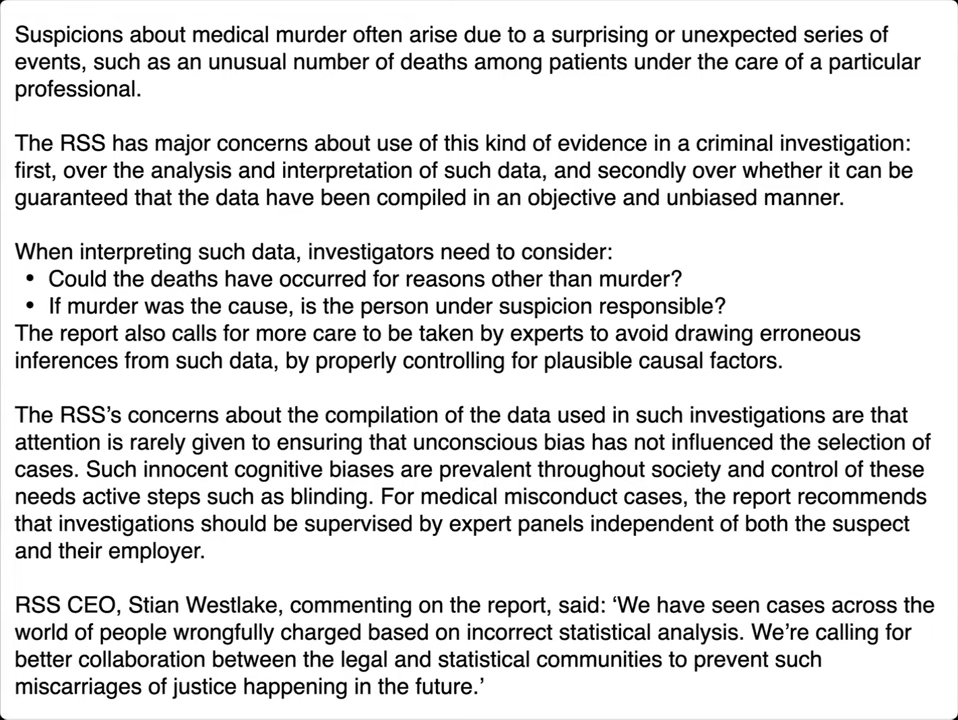 Suspicions about medical murder often arise due to a surprising or unexpected series of
events, such as an unusual number of deaths among patients under the care of a particular
professional.
The RSS has major concerns about use of this kind of evidence in a criminal investigation:
first, over the analysis and interpretation of such data, and secondly over whether it can be
guaranteed that the data have been compiled in an objective and unbiased manner.
When interpreting such data, investigators need to consider:
• Could the deaths have occurred for reasons other than murder?
• If murder was the cause, is the person under suspicion responsible?
The report also calls for more care to be taken by experts to avoid drawing erroneous
inferences from such data, by properly controlling for plausible causal factors.
The RSS’s concerns about the compilation of the data used in such investigations are that
attention is rarely given to ensuring that unconscious bias has not influenced the selection of
cases. Such innocent cognitive biases are prevalent throughout society and control of these
needs active steps such as blinding. For medical misconduct cases, the report recommends
that investigations should be supervised by expert panels independent of both the suspect
and their employer.
RSS CEO, Stian Westlake, commenting on the report, said: ‘We have seen cases across the
world of people wrongfully charged based on incorrect statistical analysis. We’re calling for
better collaboration between the legal and statistical communities to prevent such
miscarriages of justice happening in the future.’